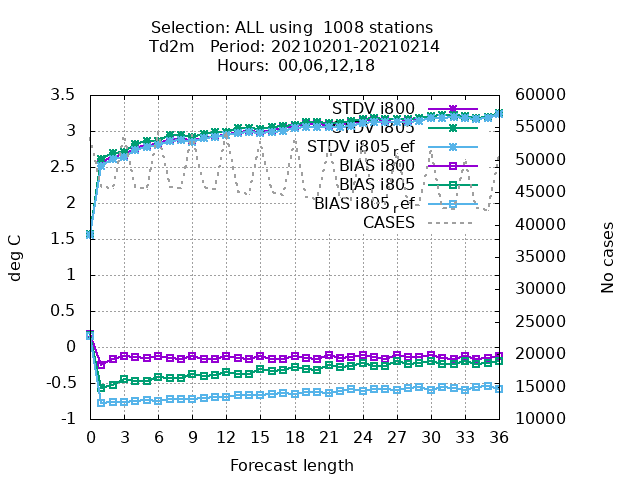 Selection: ALL using  1008 stations
Td2m   Period: 20210201-20210214
Hours: 00,06,12,18
3.5
3
2.5
2
1.5
1
0.5
0
-0.5
-1
deg C
60000
55000
50000
45000
40000
35000
30000
25000
20000
15000
10000
No cases
STDV i800
STDV i805
STDV i805_ref
BIAS i800
BIAS i805
BIAS i805_ref
CASES
0 3 6 9 12 15 18 21 24 27 30 33 36
Forecast length